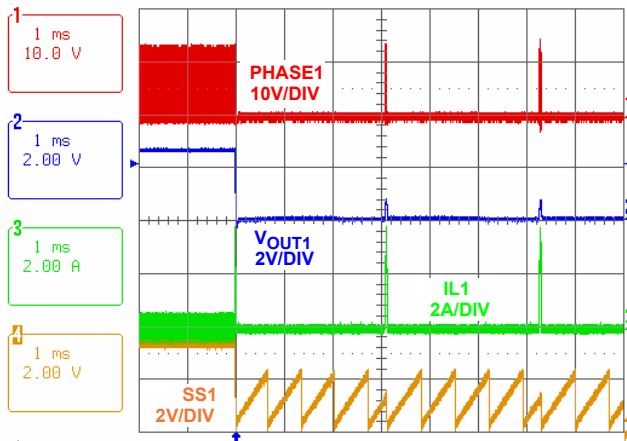 1
1 ms
10.0 V
2
1 ms
2.00 V
3
1 ms
2.00 A
4
1 ms
2.00 V
PHASE1
10V/DIV
VOUT1
2V/DIV
IL1
2A/DIV
SS1
2V/DIV